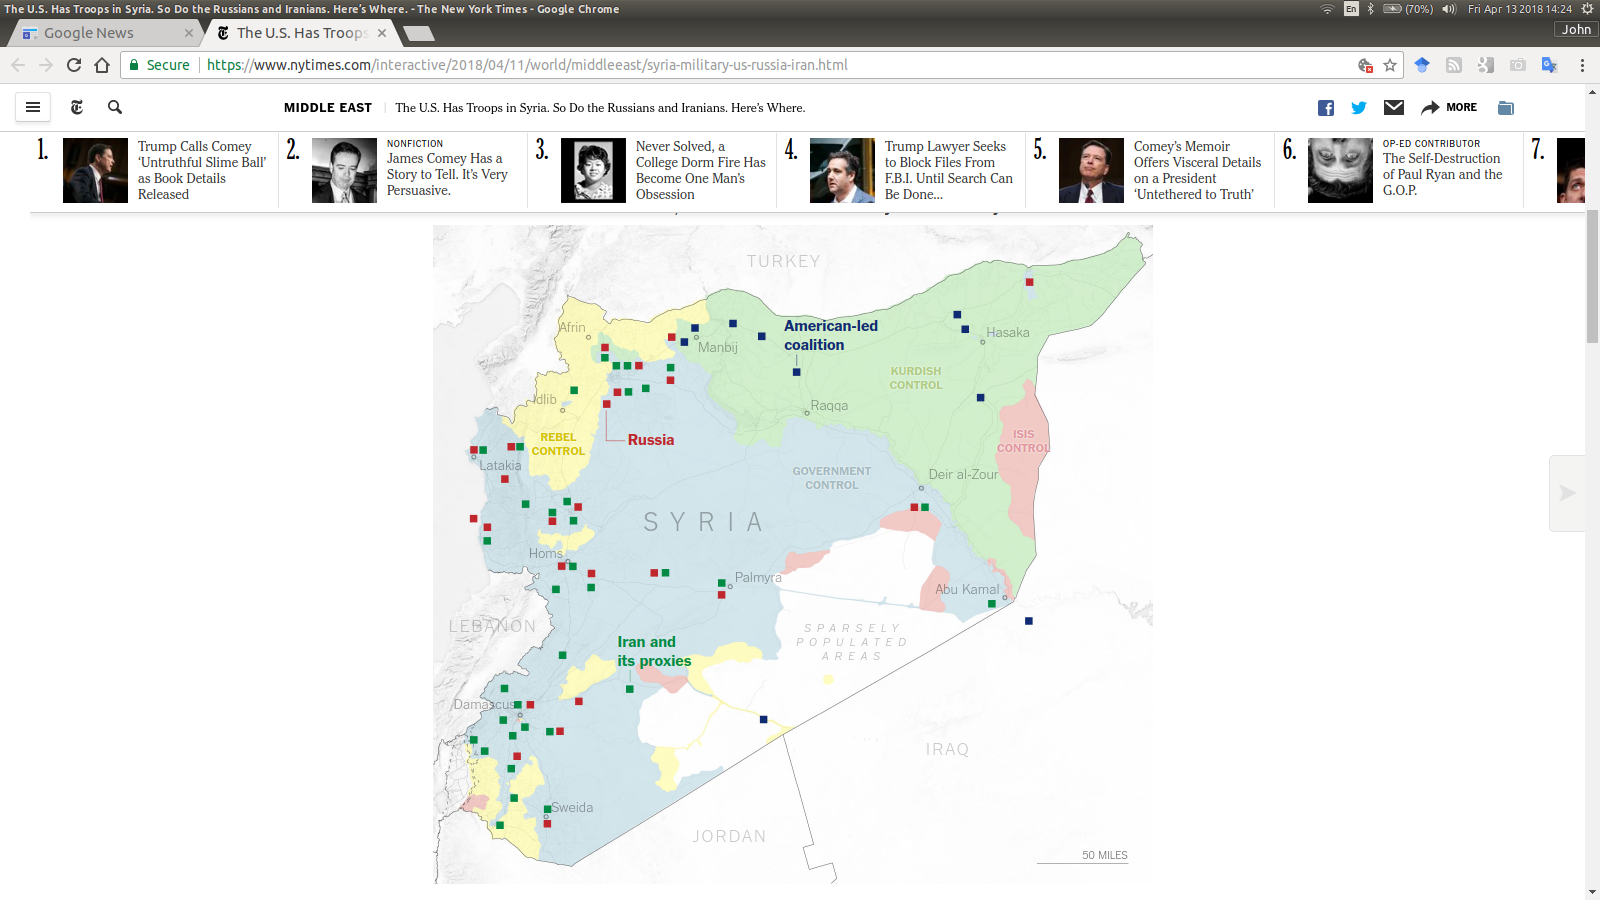 The U.S. Has Troops in Syria. So Do the Russians and Iranians. Here's Where. - The New York Times - Google Chrome
En (70%) Fri Apr 13 2018 14:24
Google News
The U.S. Has Troops
John
Secure https://www.nytimes.com/interactive/2018/04/11/world/middleeast/syria-military-us-russia-iran.html
MIDDLE EAST The U.S. Has Troops in Syria. So Do the Russians and Iranians. Here's Where.
MORE
1.
Trump Calls Comey
'Untruthful Slime Ball'
as Book Details
Released
2.
NONFICTION
James Comey Has a
Story to Tell. It's Very
Persuasive.
3.
Never Solved, a
College Dorm Fire Has
Become One Man's
Obsession
4.
Trump Lawyer Seeks
to Block Files From
F.B.I. Until Search Can
Be Done...
5.
Comey's Memoir
Offers Visceral Details
on a President
'Untethered to Truth'
6.
OP-ED CONTRIBUTOR
The Self-Destruction
of Paul Ryan and the
G.O.P.
7.
TURKEY
Afrin
Manbij
American-led
coalition
Hasaka
KURDISH
CONTROL
Idlib
Raqqa
REBEL
CONTROL
Russia
ISIS
CONTROL
Latakia
GOVERNMENT
CONTROL
Deir al-Zour
SYRIA
Homs
Palmyra
Abu Kamal
LEBANON
SPARSELY
POPULATED
AREAS
Iran and
its proxies
Damascus
IRAQ
Sweida
JORDAN
50 MILES